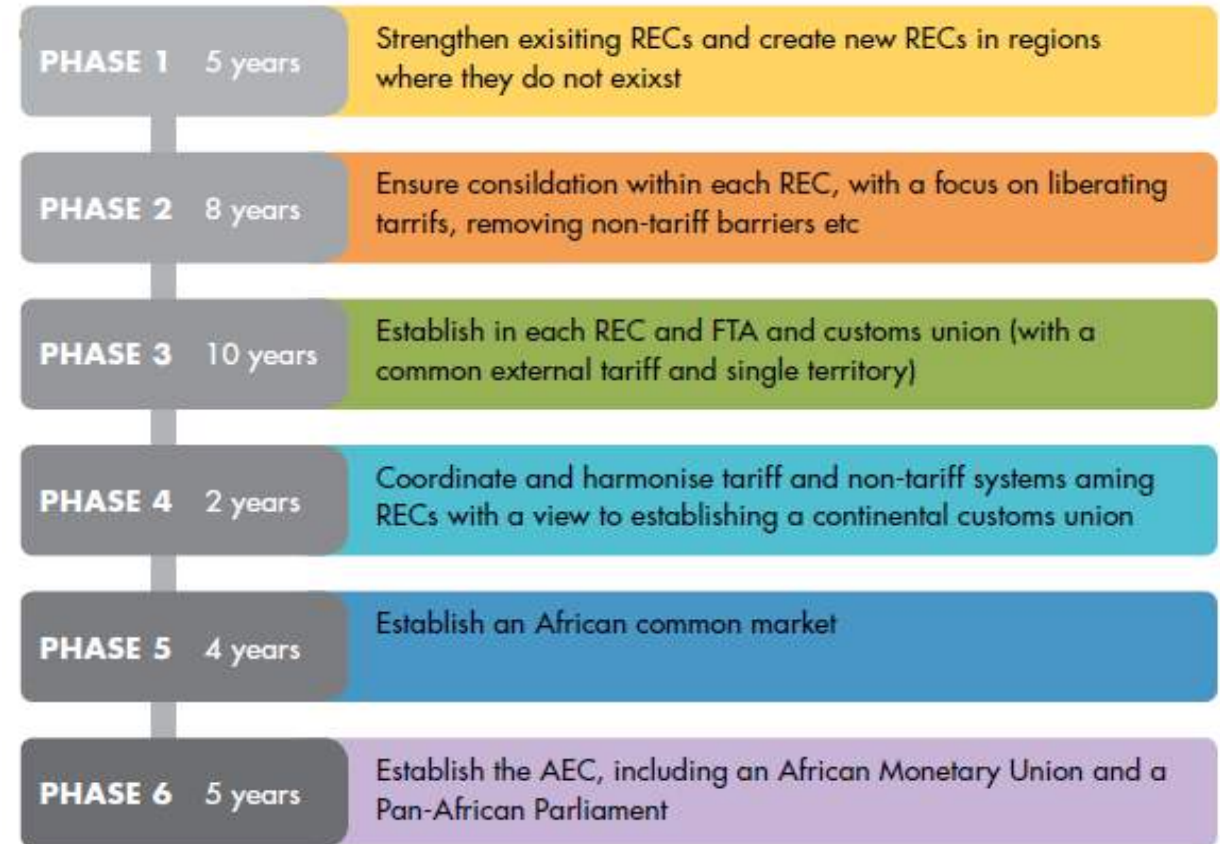 PHASE 1 5 years
Strengthen exisiting RECs and create new RECs in regions
where they do not exixst
PHASE 2 8 years
Ensure consildation within each REC, with a focus on liberating
tarrifs, removing non-tariff barriers etc
PHASE 3 10 years
Establish in each REC and FTA and customs union (with a
common external tariff and single territory)
PHASE 4 2 years
Coordinate and harmonise tariff and non-tariff systems aming
RECs with a view to establishing a continental customs union
PHASE 5 4 years
Establish an African common market
PHASE 6 5 years
Establish the AEC, including an African Monetary Union and a
Pan-African Parliament